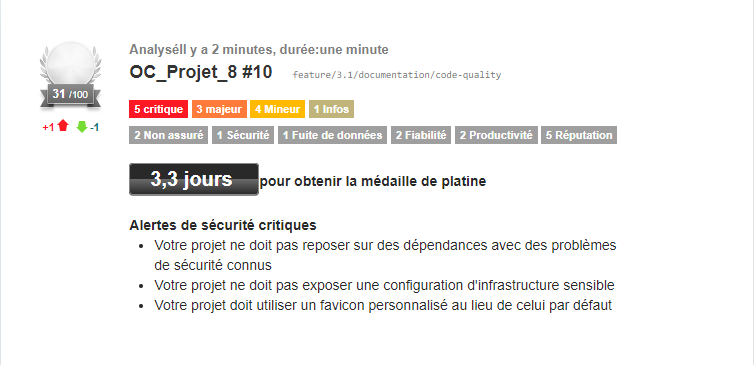 Analyséll y a 2 minutes, durée:une minute
OC_Projet_8 #10 feature/3.1/documentation/code-quality
31 /100
+1 -1
5 critique 3 majeur 4 Mineur 1 Infos
2 Non assuré 1 Sécurité 1 Fuite de données 2 Fiabilité 2 Productivité 5 Réputation
3,3 jours pour obtenir la médaille de platine
Alertes de sécurité critiques
• Votre projet ne doit pas reposer sur des dépendances avec des problèmes
de sécurité connus
• Votre projet ne doit pas exposer une configuration d'infrastructure sensible
• Votre projet doit utiliser un favicon personnalisé au lieu de celui par défaut